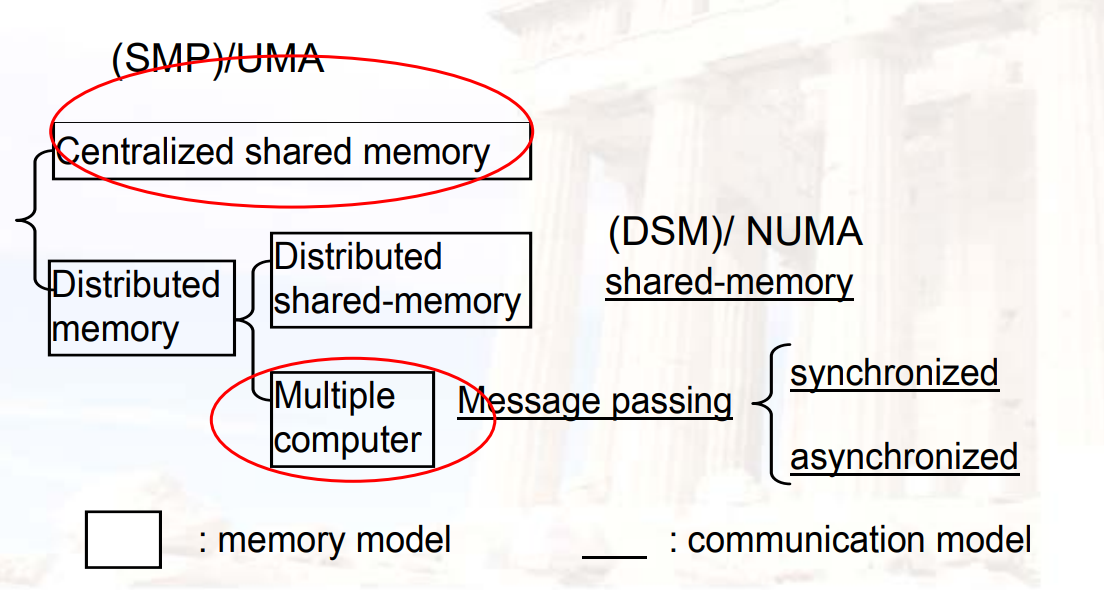 (SMP)/UMA
Centralized shared memory
(DSM)/ NUMA
Distributed
shared-memory
shared-memory
Distributed
memory
Multiple
computer
Message passing
synchronized
asynchronized
: memory model
: communication model